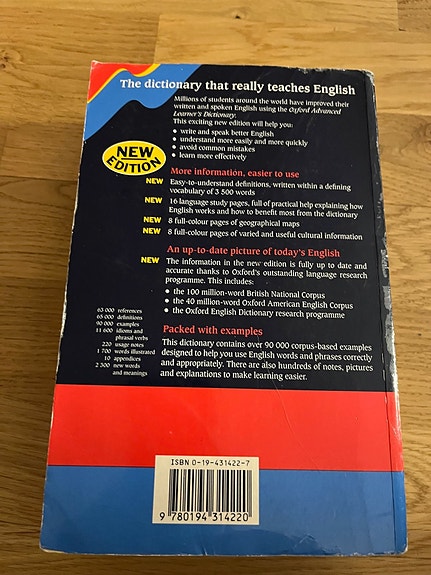 The dictionary that really teaches English
Millions of students around the world have improved their
written and spoken English using the Oxford Advanced
Learner's Dictionary.
This exciting new edition will help you:
• write and speak better English
• understand more easily and more quickly
• avoid common mistakes
• learn more effectively
NEW
EDITION
More information, easier to use
NEW Easy-to-understand definitions, written within a defining
vocabulary of 3 500 words
NEW 16 language study pages, full of practical help explaining how
English works and how to benefit most from the dictionary
NEW 8 full-colour pages of geographical maps
NEW 8 full-colour pages of varied and useful cultural information
An up-to-date picture of today's English
NEW The information in the new edition is fully up to date and
accurate thanks to Oxford's outstanding language research
programme. This includes:
• the 100 million-word British National Corpus
• the 40 million-word Oxford American English Corpus
• the Oxford English Dictionary research programme
Packed with examples
This dictionary contains over 90 000 corpus-based examples
designed to help you use English words and phrases correctly
and appropriately. There are also hundreds of notes, pictures
and explanations to make learning easier.
63 000 references
65 000 definitions
90 000 examples
11 600 idioms and
phrasal verbs
220 usage notes
1 700 words illustrated
10 appendices
2 300 new words
and meanings
ISBN 0-19-431422-7
9 780194 314220